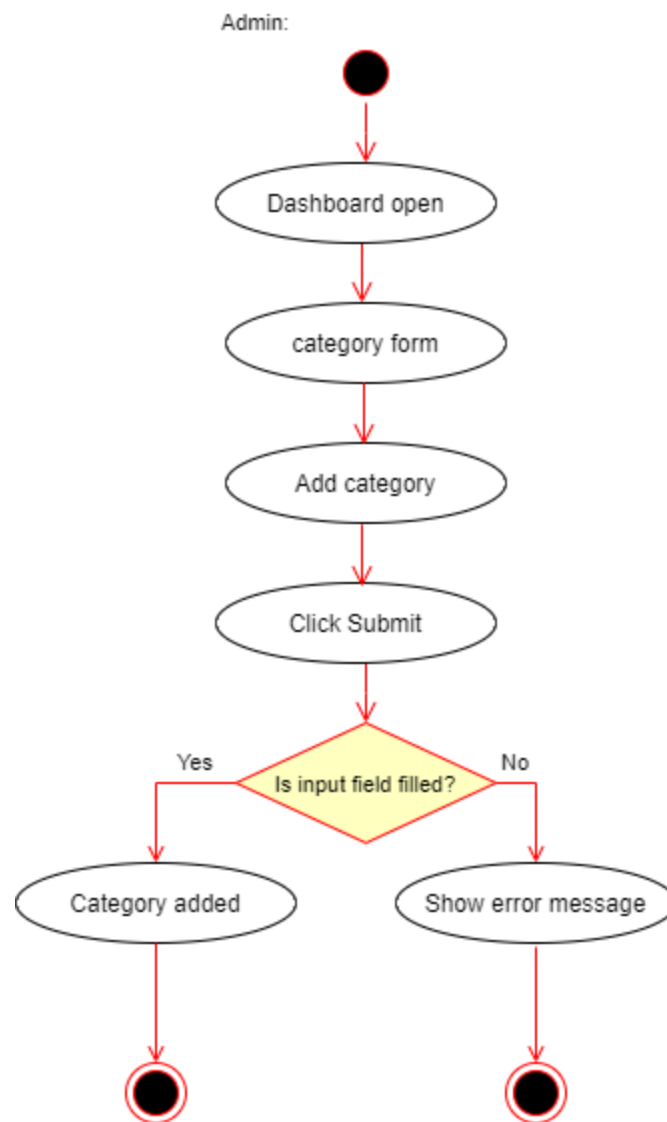 Admin:
Dashboard open
category form
Add category
Click Submit
Yes
No
Is input field filled?
Category added
Show error message